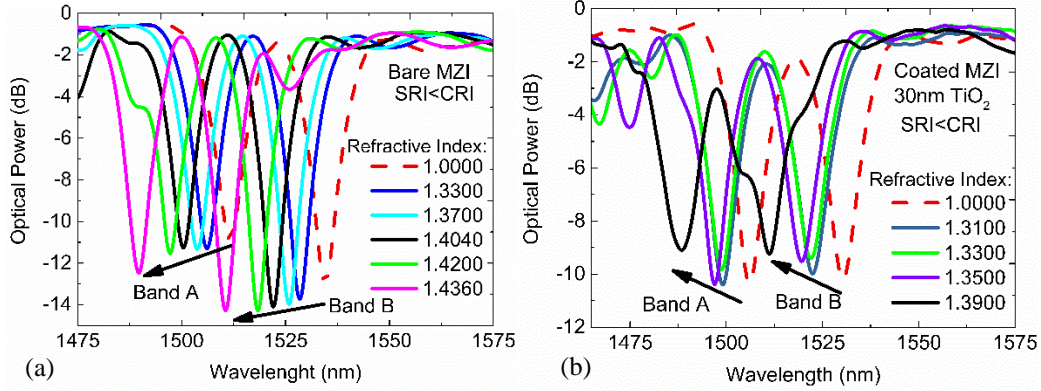 0
-2
-4
-6
-8
-10
-12
-14
Optical Power (dB)
Bare MZI
SRI<CRI
Refractive Index:
1.0000
1.3300
1.3700
1.4040
1.4200
1.4360
Band A
Band B
1475
1500
1525
1550
1575
Wavelenght (nm)
(a)
0
-2
-4
-6
-8
-10
-12
Optical Power (dB)
Coated MZI
30nm TiO2
SRI<CRI
Refractive Index:
1.0000
1.3100
1.3300
1.3500
1.3900
Band A
Band B
1475
1500
1525
1550
1575
Wavelength (nm)
(b)